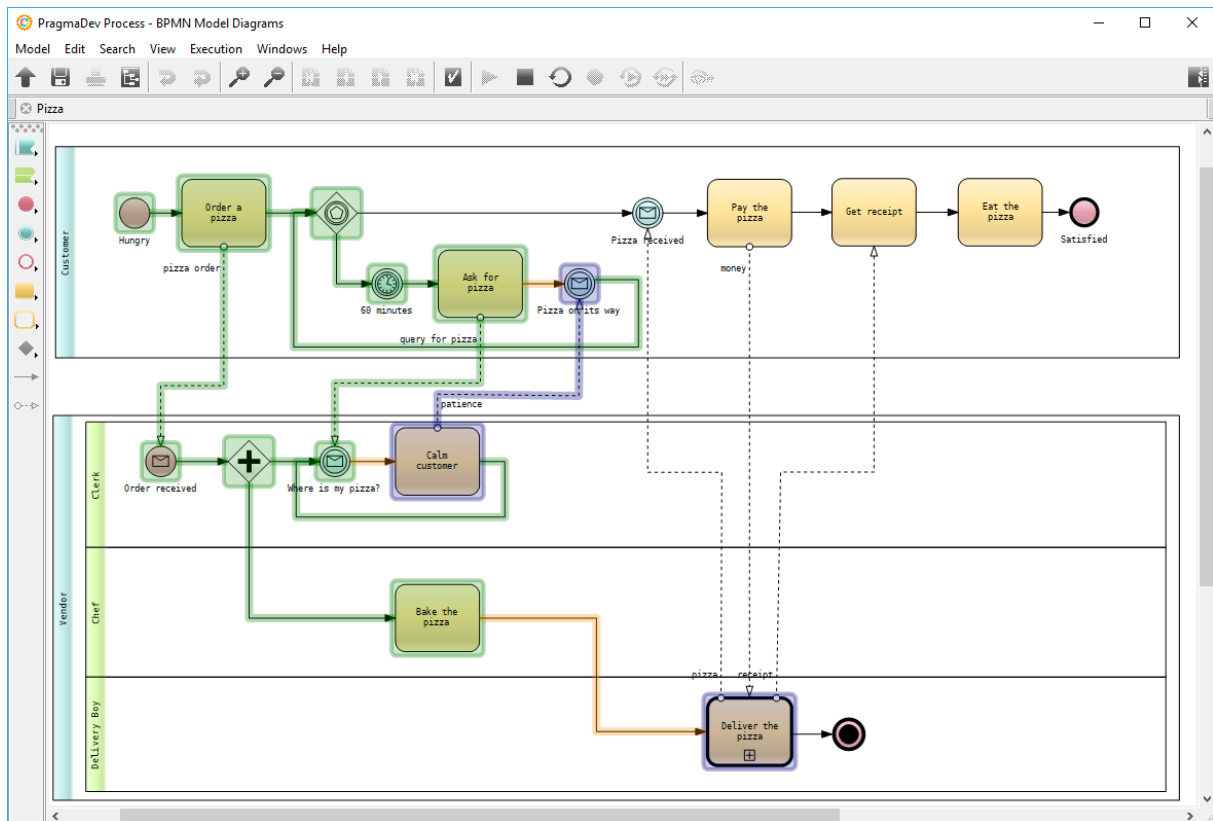 PragmaDev Process - BPMN Model Diagrams
Model Edit Search View Execution Windows Help
Pizza
Customer
Hungry
Order a
pizza
pizza order
60 minutes
Ask for
pizza
query for pizza
Pizza on its way
Pizza received
Pay the
pizza
money
Get receipt
Eat the
pizza
Satisfied
patience
Vendor
Clerk
Order received
Where is my pizza?
Calm
customer
Chef
Bake the
pizza
Delivery Boy
pizza
receipt
Deliver the
pizza